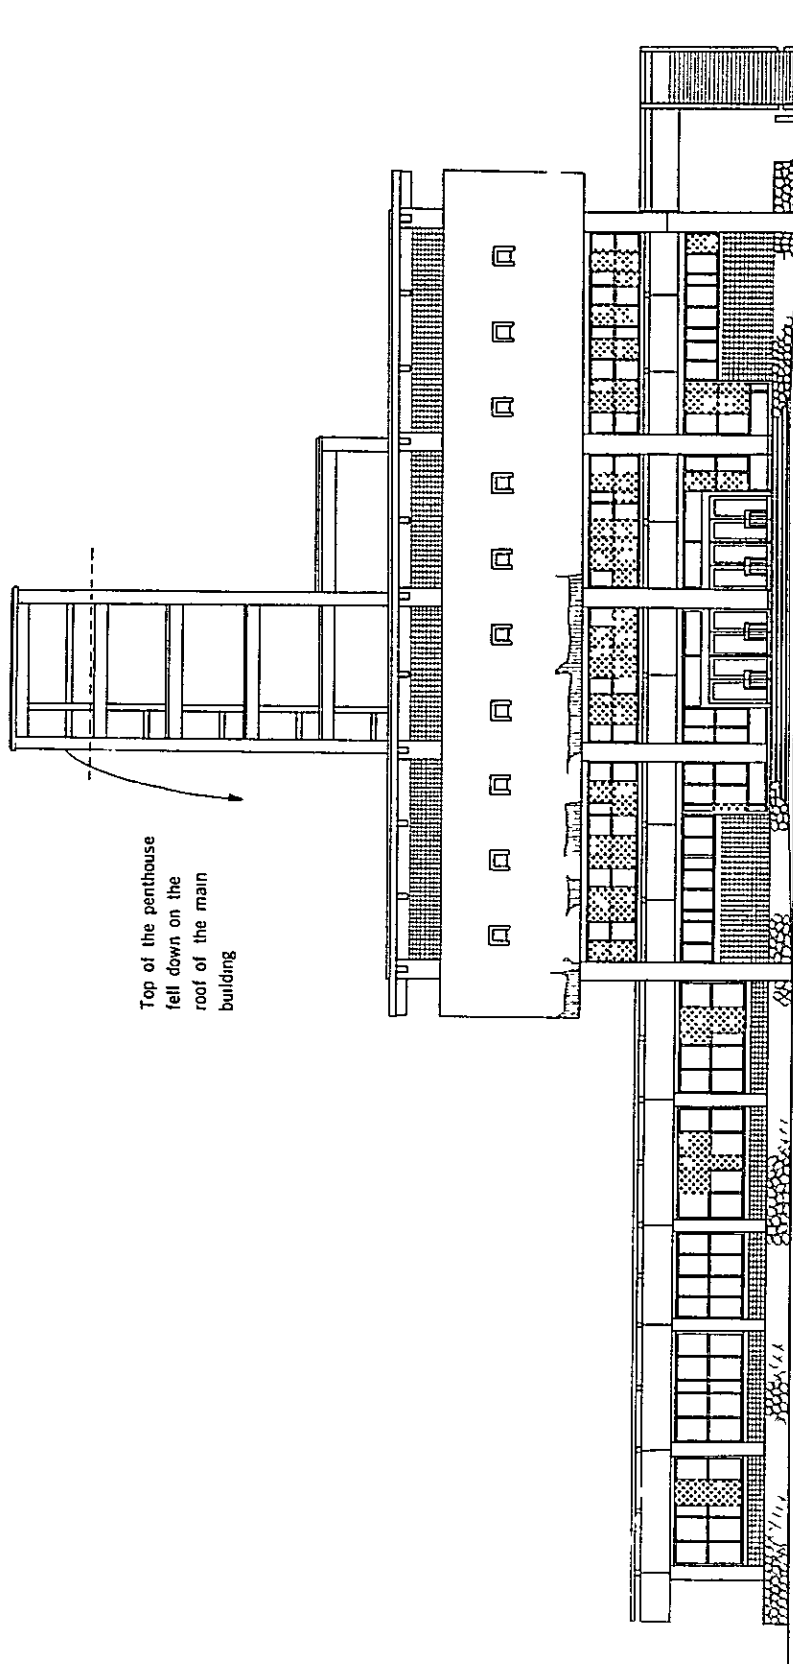 Top of the penthouse
fell down on the
roof of the main
building